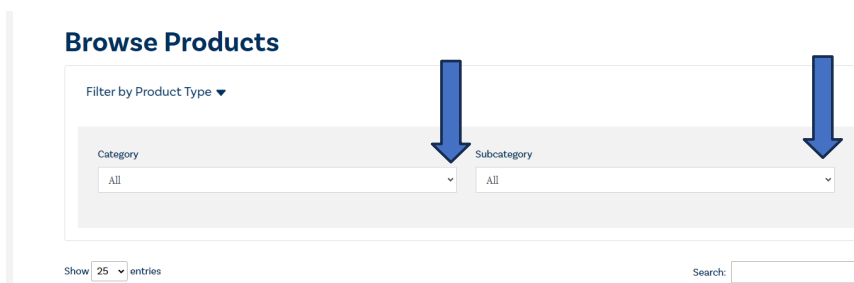 Browse Products
Filter by Product Type
Category Subcategory
All All
Show 25 entries Search: